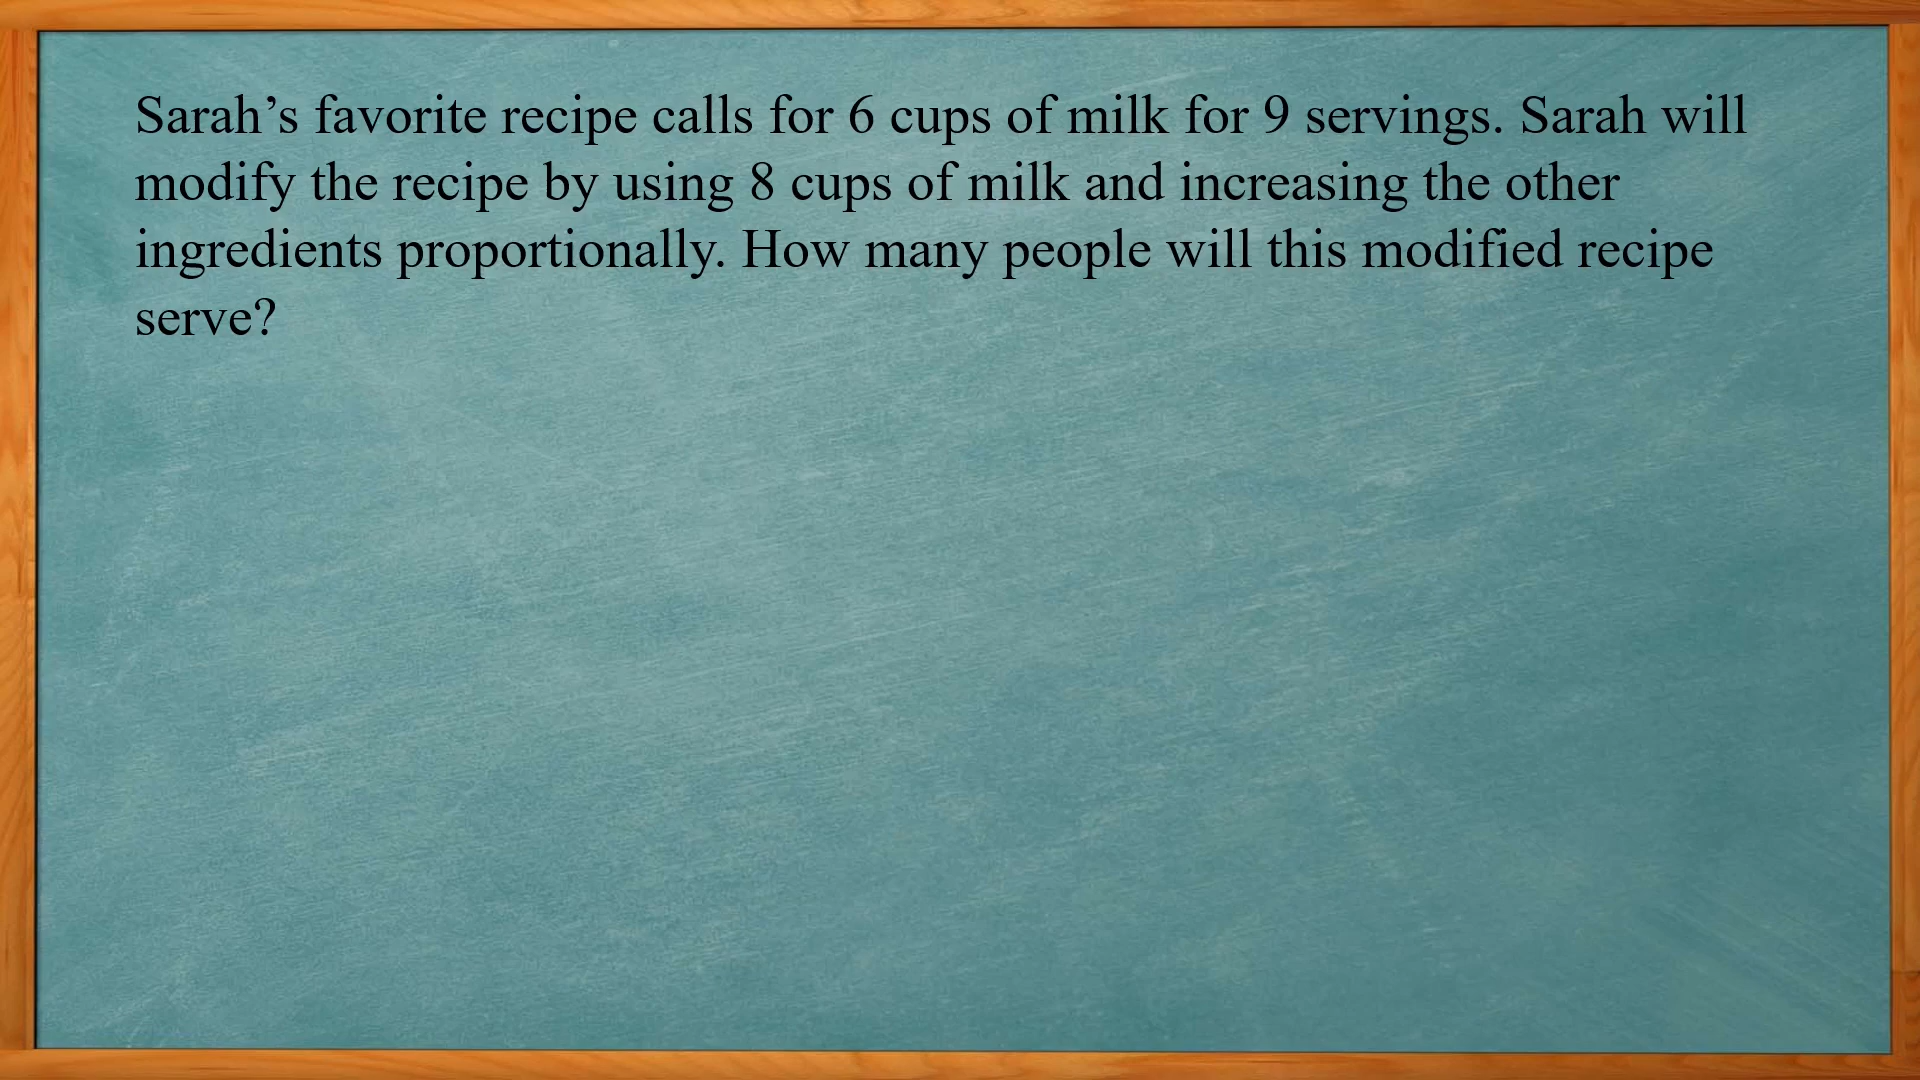 Sarah’s favorite recipe calls for 6 cups of milk for 9 servings. Sarah will
modify the recipe by using 8 cups of milk and increasing the other
ingredients proportionally. How many people will this modified recipe
serve?